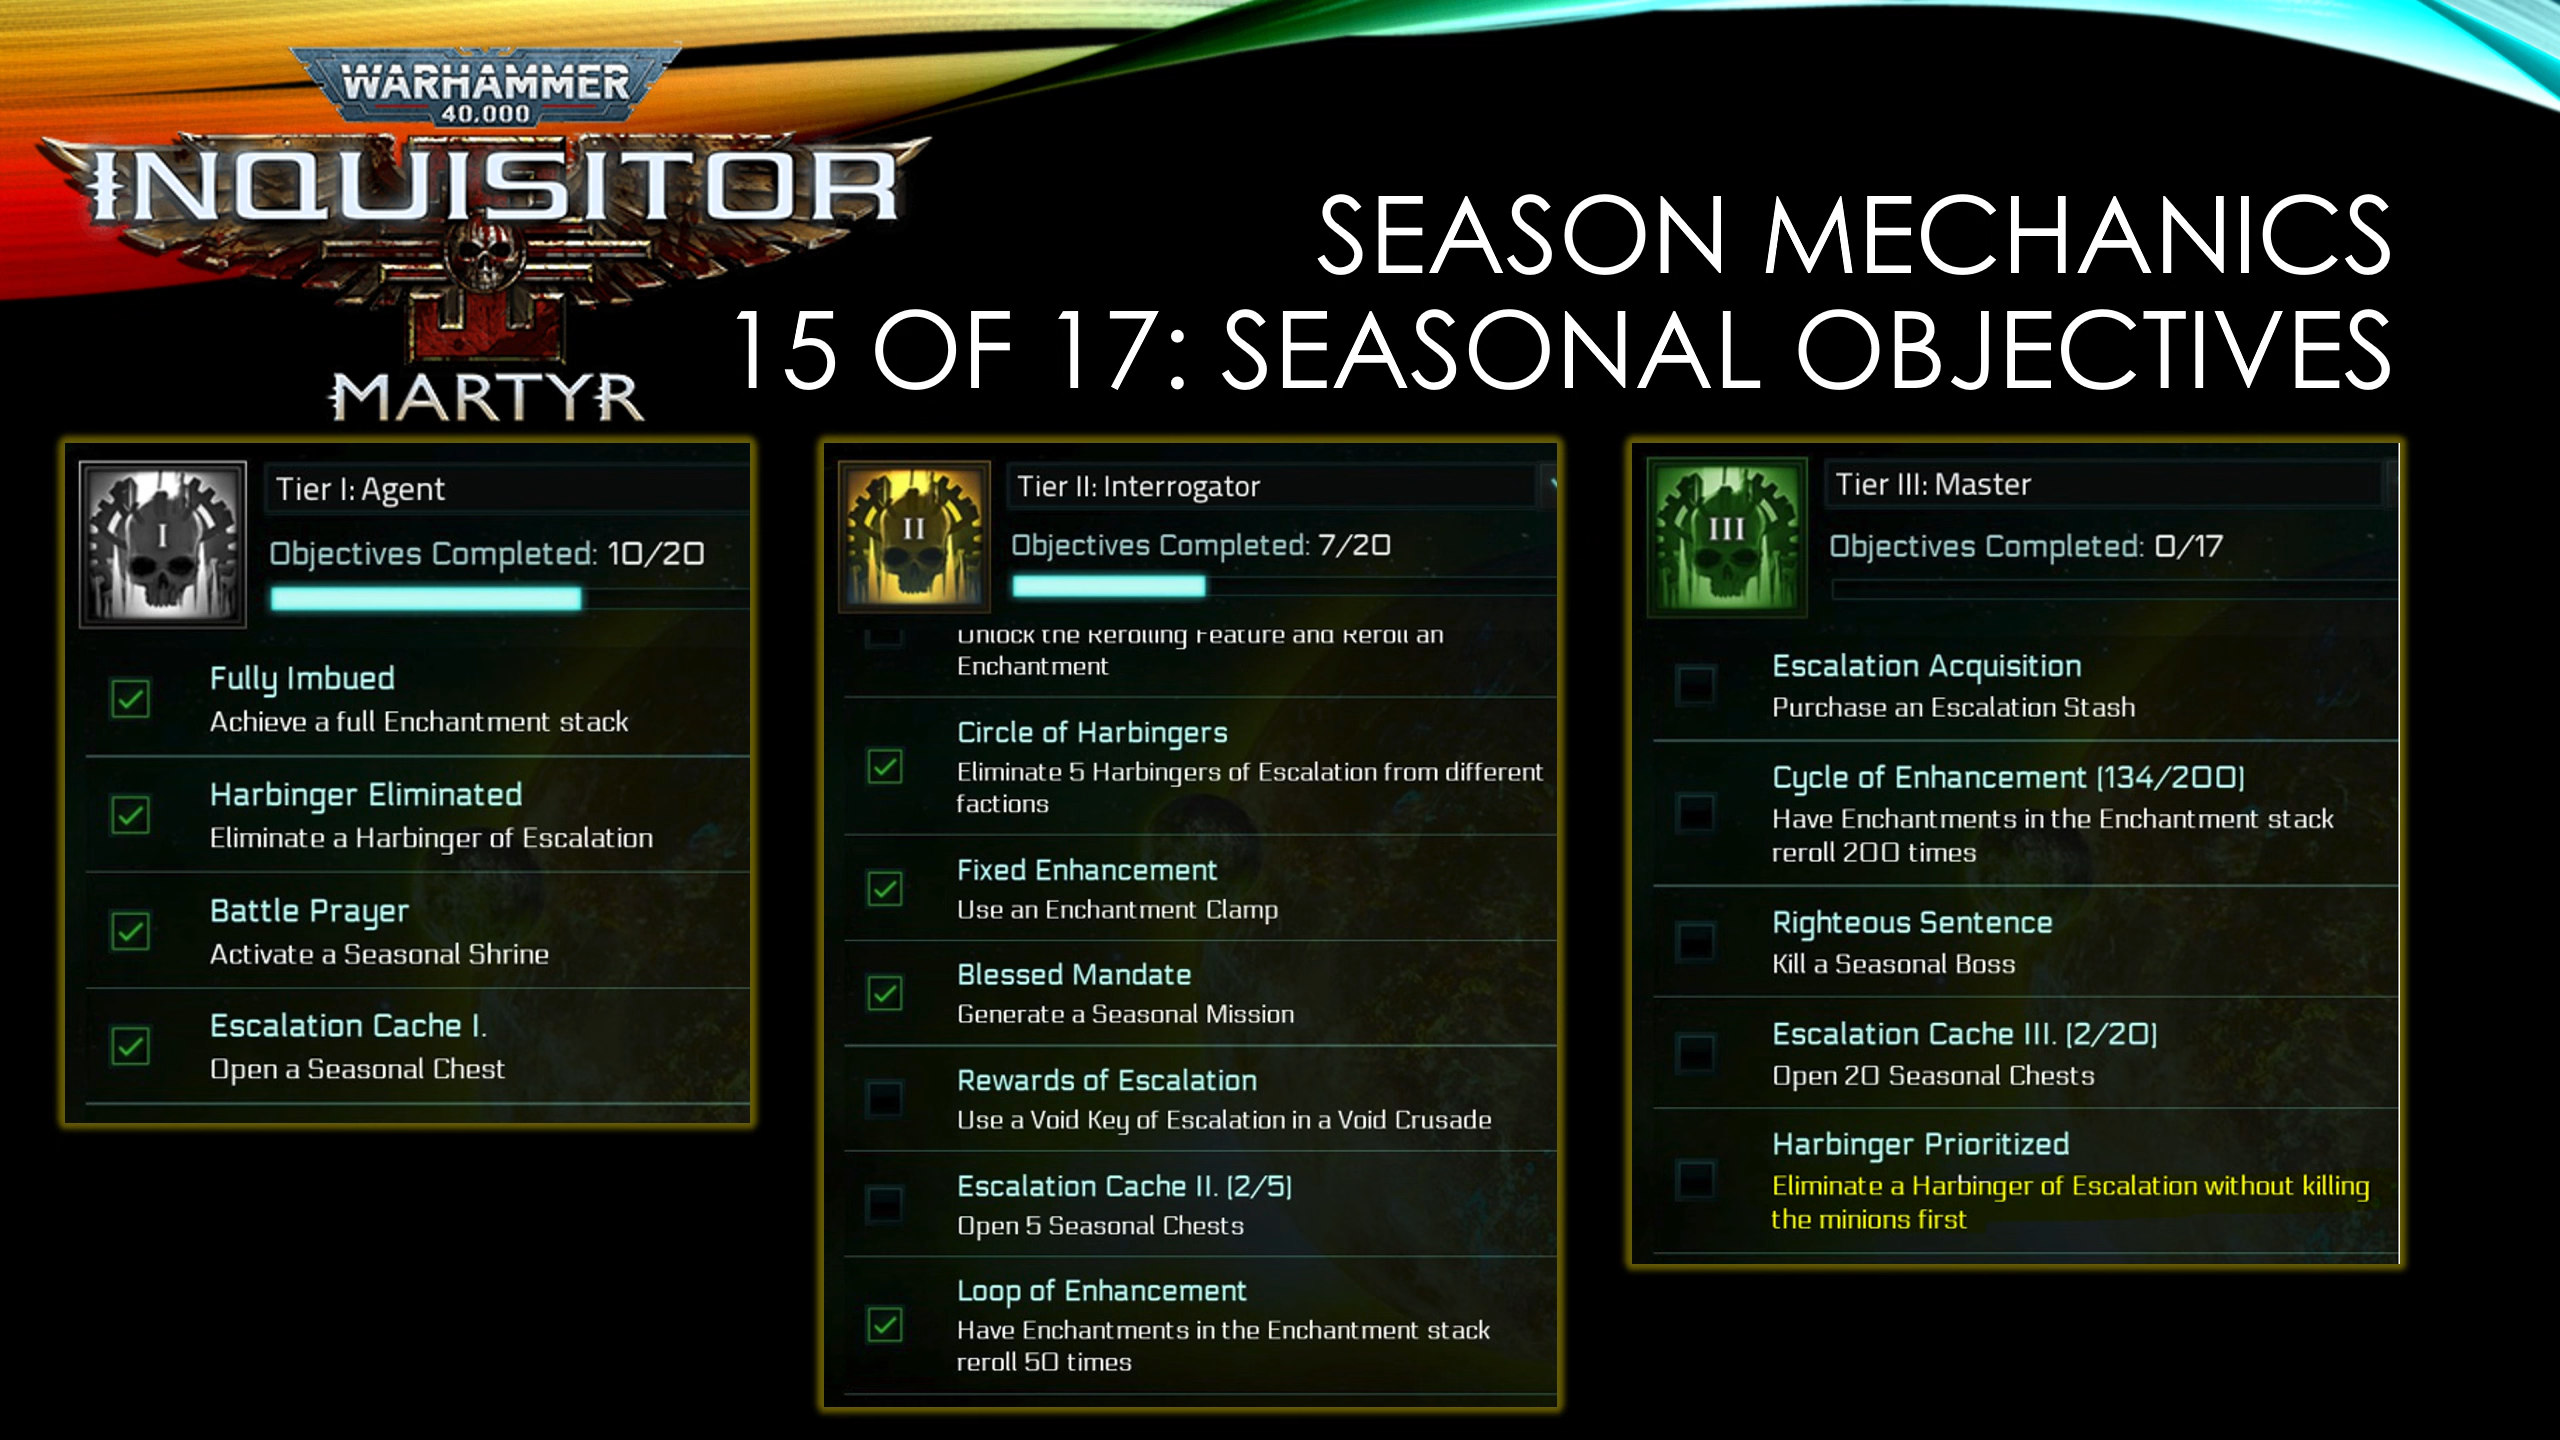 WARHAMMER
40,000
INQUISITOR
MARTYR
SEASON MECHANICS
15 OF 17: SEASONAL OBJECTIVES
I
Tier I: Agent
Objectives Completed: 10/20
Fully Imbued
Achieve a full Enchantment stack
Harbinger Eliminated
Eliminate a Harbinger of Escalation
Battle Prayer
Activate a Seasonal Shrine
Escalation Cache I.
Open a Seasonal Chest
II
Tier II: Interrogator
Objectives Completed: 7/20
Unlock the Rerolling Feature and Reroll an
Enchantment
Circle of Harbingers
Eliminate 5 Harbingers of Escalation from different
factions
Fixed Enhancement
Use an Enchantment Clamp
Blessed Mandate
Generate a Seasonal Mission
Rewards of Escalation
Use a Void Key of Escalation in a Void Crusade
Escalation Cache II. (2/5)
Open 5 Seasonal Chests
Loop of Enhancement
Have Enchantments in the Enchantment stack
reroll 50 times
III
Tier III: Master
Objectives Completed: 0/17
Escalation Acquisition
Purchase an Escalation Stash
Cycle of Enhancement (134/200)
Have Enchantments in the Enchantment stack
reroll 200 times
Righteous Sentence
Kill a Seasonal Boss
Escalation Cache III. (2/20)
Open 20 Seasonal Chests
Harbinger Prioritized
Eliminate a Harbinger of Escalation without killing
the minions first